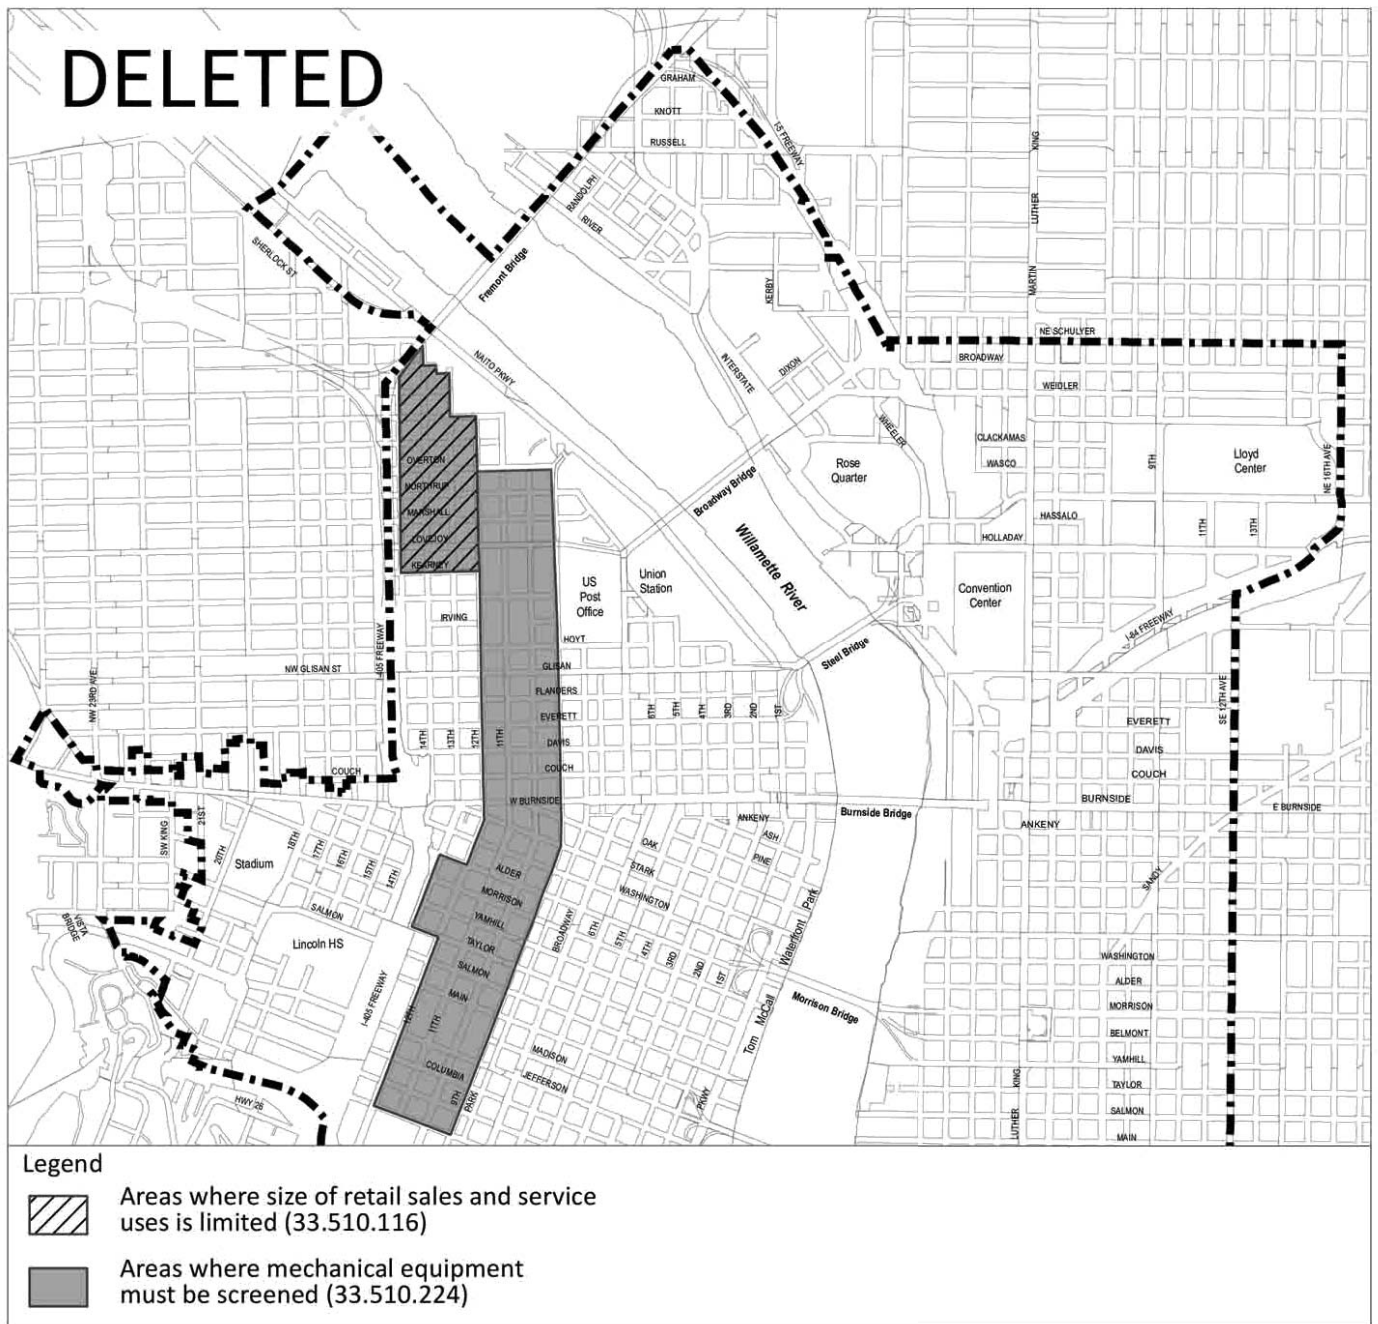 DELETED
GRAHAM
KNOTT
RUSSELL
I-5 FREEWAY
KING
LUTHER
MARTIN
RANDOLPH
RIVER
SHERLOCK ST
Fremont Bridge
KERBY
NE SCHULYER
BROADWAY
WEIDLER
NAITO PKWY
INTERSTATE
DIXON
WHEELER
CLACKAMAS
WASCO
9TH
Lloyd
Center
NE 16TH AVE
OVERTON
NORTHRUP
MARSHALL
LOVEJOY
KEARNEY
Rose
Quarter
Broadway Bridge
HASSALO
11TH
13TH
HOLLADAY
Willamette River
US
Post
Office
Union
Station
Convention
Center
IRVING
HOYT
I-405 FREEWAY
Steel Bridge
I-84 FREEWAY
NW GLISAN ST
GLISAN
NW 23RD AVE
FLANDERS
EVERETT
6TH
5TH
4TH
3RD
2ND
1ST
SE 12TH AVE
EVERETT
14TH
13TH
12TH
11TH
DAVIS
DAVIS
COUCH
COUCH
COUCH
W BURNSIDE
BURNSIDE
E BURNSIDE
Burnside Bridge
ANKENY
ANKENY
ASH
PINE
OAK
STARK
WASHINGTON
SW KING
21ST
20TH
Stadium
18TH
17TH
16TH
15TH
14TH
SANDY
ALDER
MORRISON
YAMHILL
TAYLOR
SALMON
MAIN
SALMON
Lincoln HS
VISTA
BRIDGE
BROADWAY
6TH
5TH
4TH
3RD
2ND
1ST
Tom McCall Waterfront Park
WASHINGTON
ALDER
MORRISON
BELMONT
YAMHILL
TAYLOR
SALMON
MAIN
Morrison Bridge
I-405 FREEWAY
12TH
11TH
MADISON
JEFFERSON
COLUMBIA
9TH
PARK
PKWY
KING
LUTHER
HWY 26
Legend
Areas where size of retail sales and service
uses is limited (33.510.116)
Areas where mechanical equipment
must be screened (33.510.224)